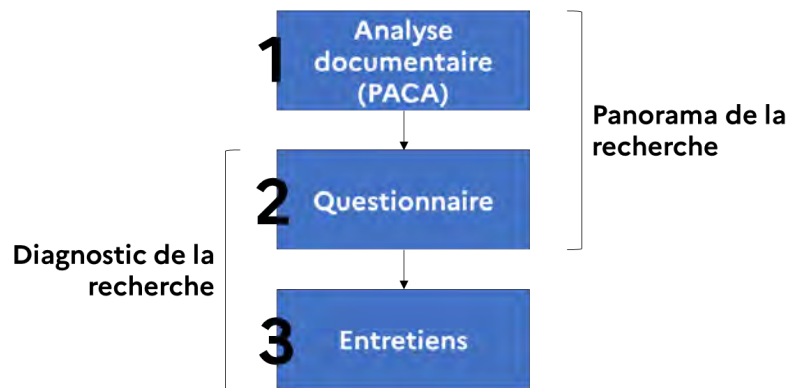 1
Analyse
documentaire
(PACA)
Panorama de la
recherche
2
Questionnaire
Diagnostic de la
recherche
3
Entretiens